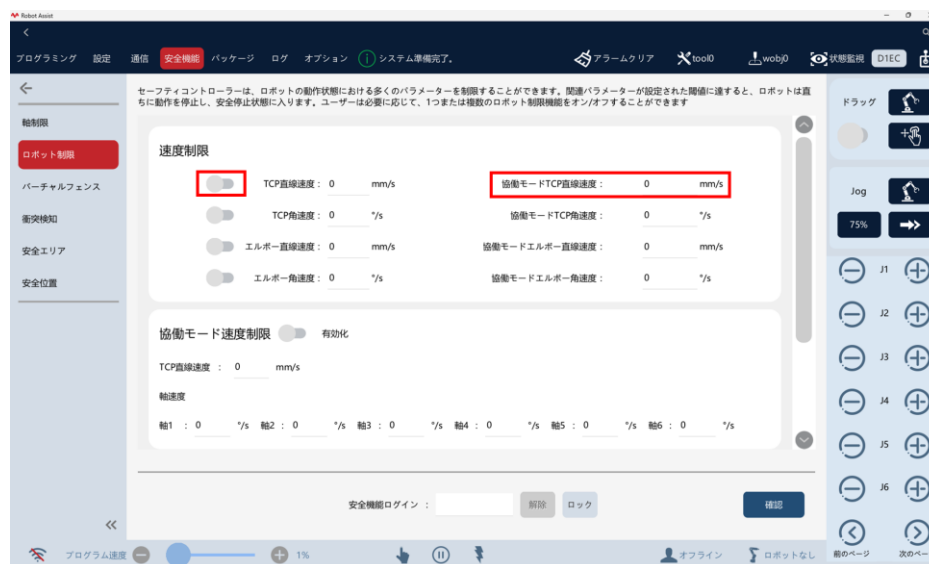 Robot Assist
プログラミング 設定 通信 安全機能 パッケージ ログ オプション システム準備完了。 アラームクリア tool0 wobj0 状態監視 D1EC
セーフティコントローラーは、ロボットの動作状態における多くのパラメーターを制限することができます。関連パラメーターが設定された閾値に達すると、ロボットは直
ちに動作を停止し、安全停止状態に入ります。ユーザーは必要に応じて、1つまたは複数のロボット制限機能をオン/オフすることができます
軸制限
ロボット制限
バーチャルフェンス
衝突検知
安全エリア
安全位置
速度制限
TCP直線速度: 0 mm/s 協働モードTCP直線速度: 0 mm/s
TCP角速度: 0 °/s 協働モードTCP角速度: 0 °/s
エルボー直線速度: 0 mm/s 協働モードエルボー直線速度: 0 mm/s
エルボー角速度: 0 °/s 協働モードエルボー角速度: 0 °/s
協働モード速度制限 有効化
TCP直線速度 : 0 mm/s
軸速度
軸1 : 0 °/s 軸2 : 0 °/s 軸3 : 0 °/s 軸4 : 0 °/s 軸5 : 0 °/s 軸6 : 0 °/s
安全機能ログイン : 解除 ロック 確認
ドラッグ
Jog
75%
J1
J2
J3
J4
J5
J6
前のページ
プログラム速度 1% オフライン ロボットなし